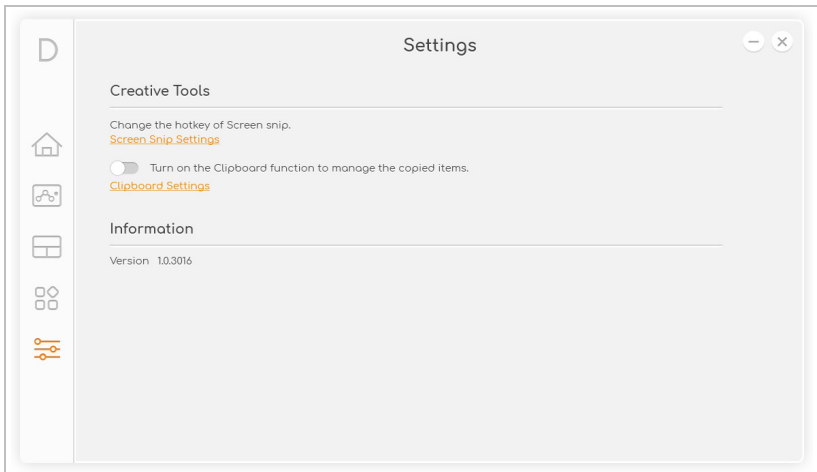 D
Settings
Creative Tools
Change the hotkey of Screen snip.
Screen Snip Settings
Turn on the Clipboard function to manage the copied items.
Clipboard Settings
Information
Version 1.0.3016